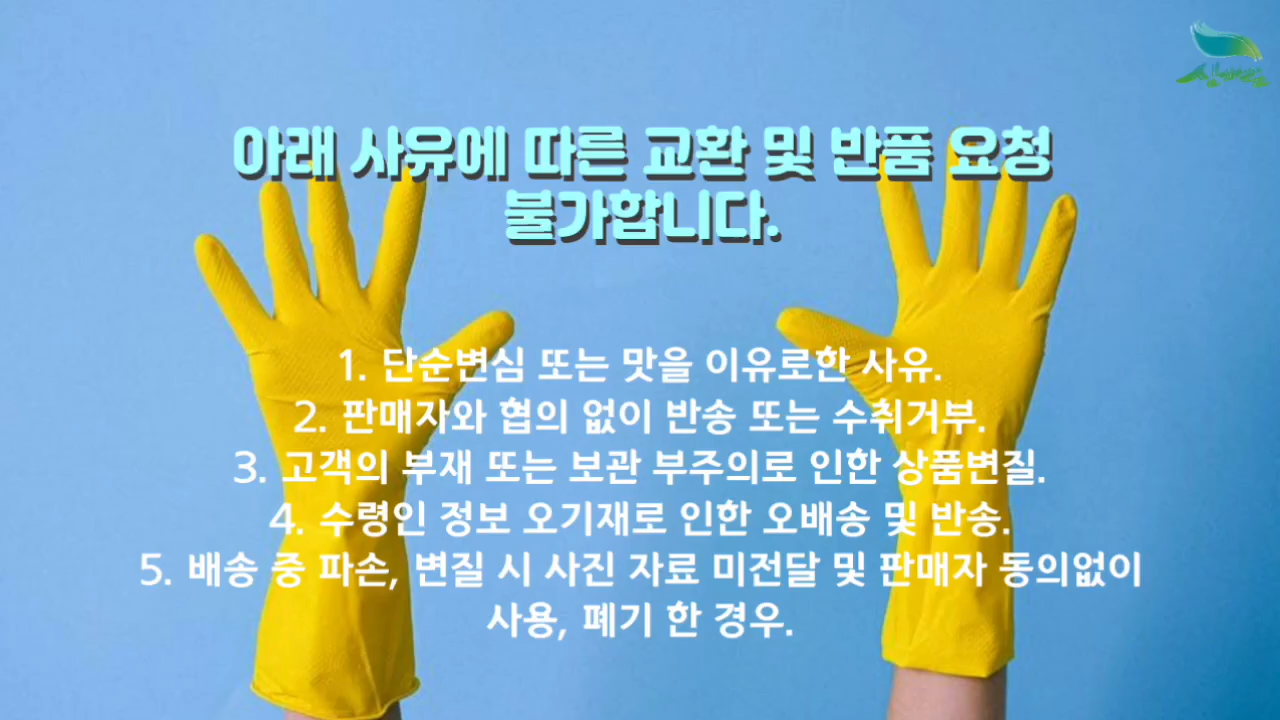 아래 사유에 따른 교환 및 반품 요청
불가합니다.
1. 단순변심 또는 맛을 이유로한 사유.
2. 판매자와 협의 없이 반송 또는 수취거부.
3. 고객의 부재 또는 보관 부주의로 인한 상품변질.
4. 수령인 정보 오기재로 인한 오배송 및 반송.
5. 배송 중 파손, 변질 시 사진 자료 미전달 및 판매자 동의없이
사용, 폐기 한 경우.